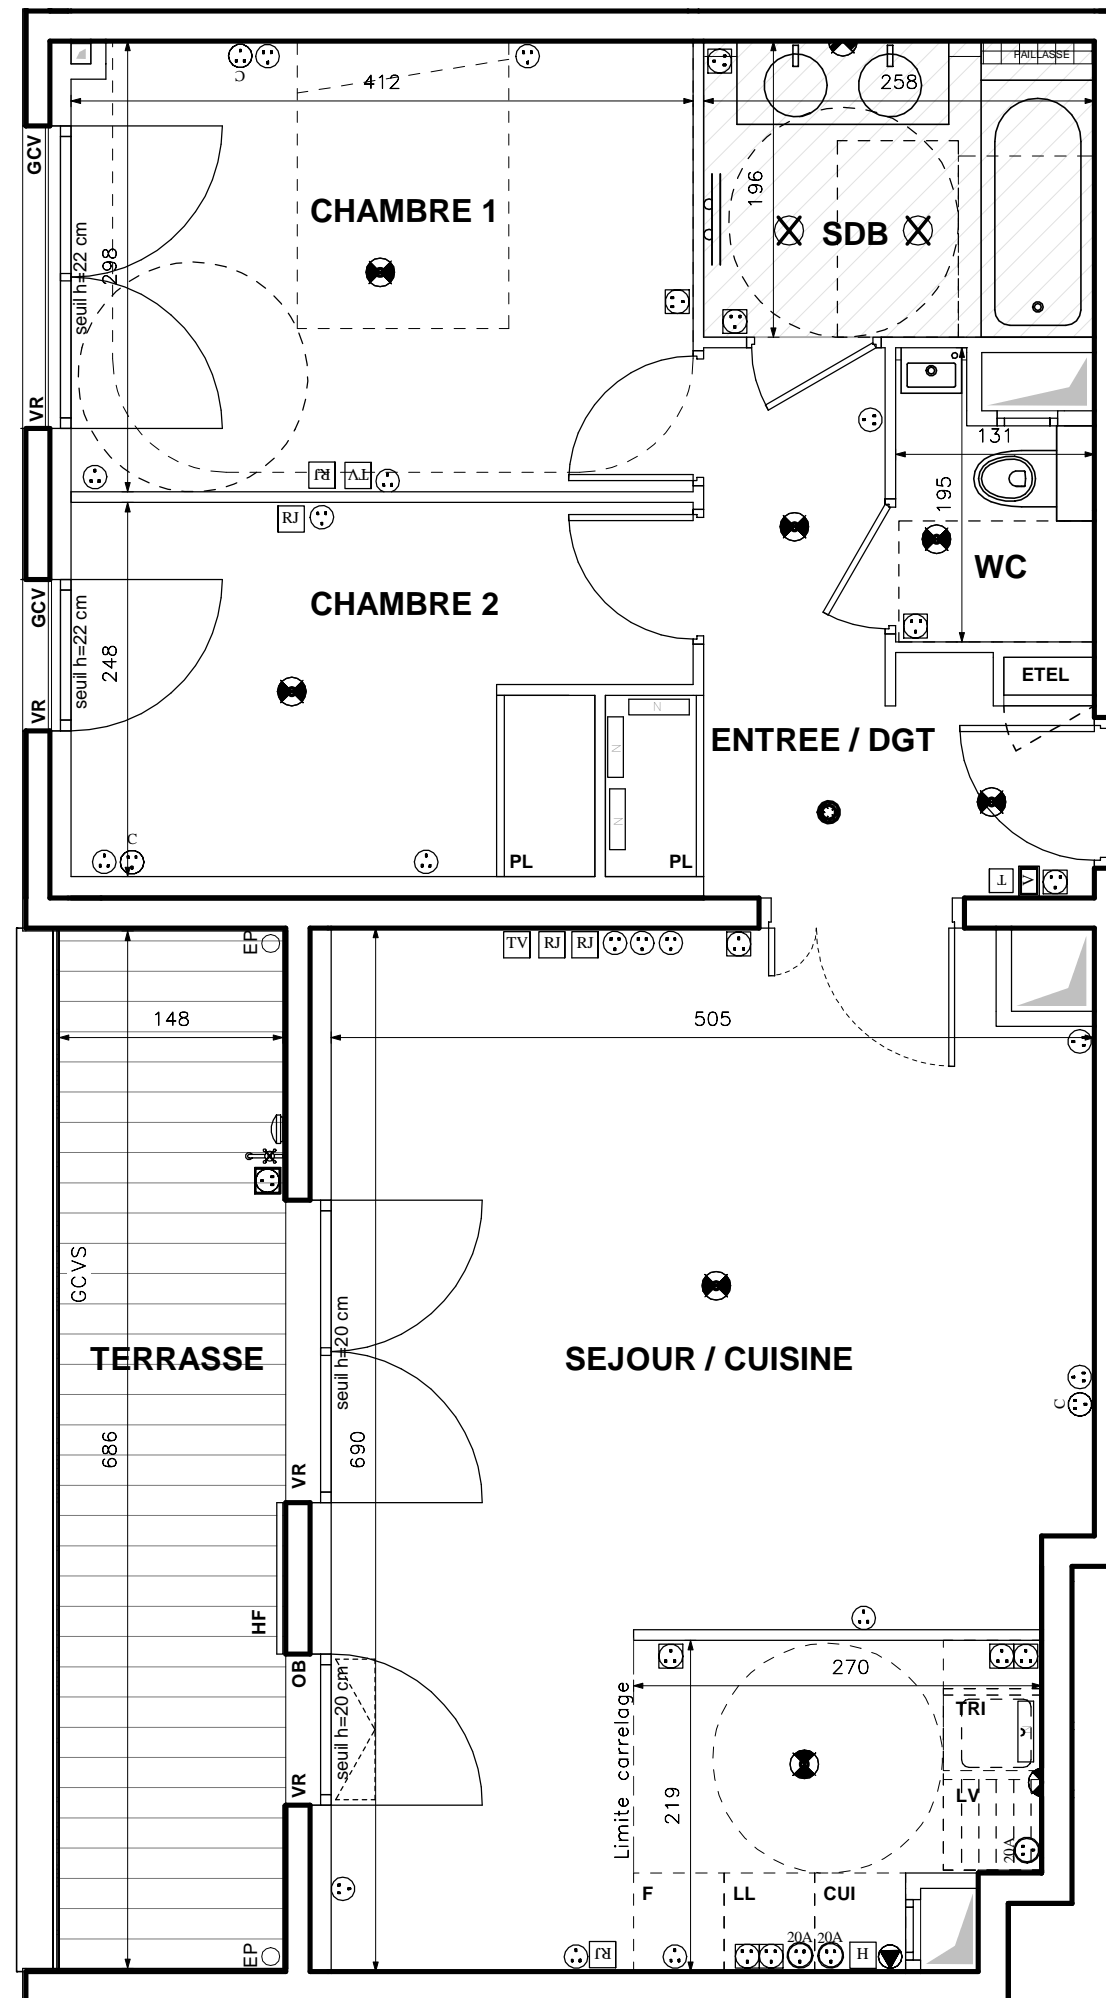 C
PAILLASSE
412
258
GCV
196
CHAMBRE 1
SDB
seuil h=22 cm
298
VR
131
RJ
TV
195
RJ
WC
CHAMBRE 2
GCV
seuil h=22 cm
248
ETEL
VR
N
ENTREE / DGT
N
N
C
PL
PL
T
V
EP
TV
RJ
RJ
148
505
GCVS
seuil h=20 cm
TERRASSE
SEJOUR / CUISINE
C
686
690
VR
HF
OB
270
seuil h=20 cm
Limite carrelage
TRI
VR
219
LV
20A
F
LL
CUI
20A
20A
EP
RJ
H